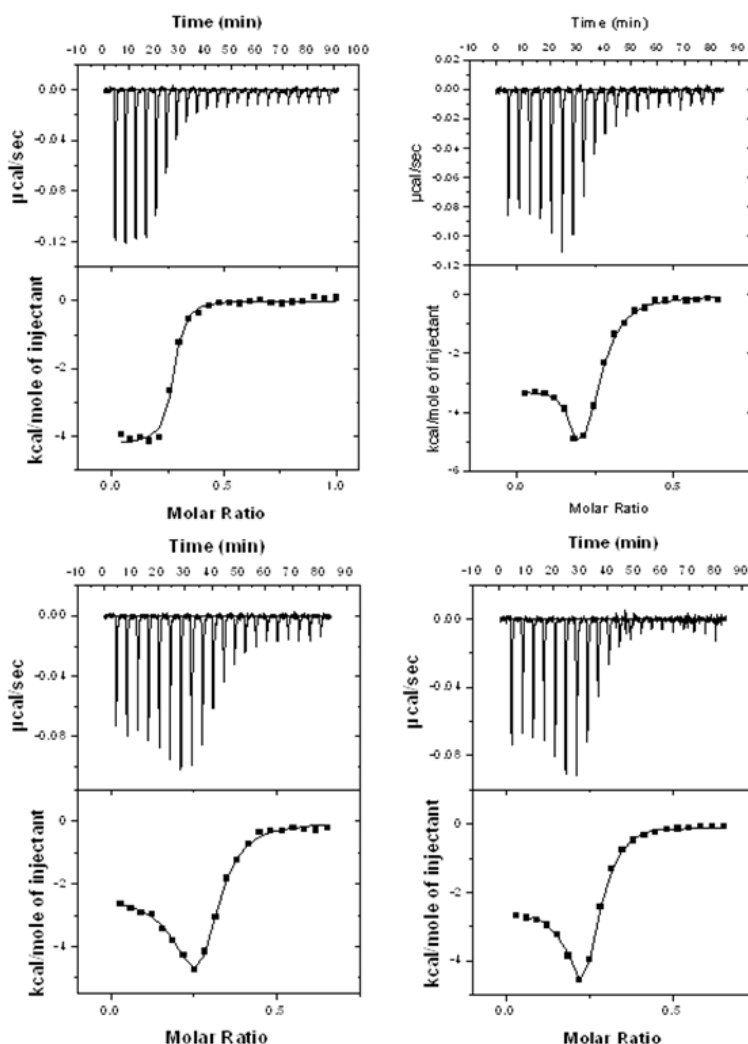 Time (min)
-10 0 10 20 30 40 50 60 70 80 90 100
0.00
-0.04
-0.08
-0.12
µcal/sec
0
-2
-4
kcal/mole of injectant
0.0 0.5 1.0
Molar Ratio
Time (min)
-10 0 10 20 30 40 50 60 70 80 90
0.02
0.00
-0.02
-0.04
-0.06
-0.08
-0.10
-0.12
µcal/sec
0
-2
-4
-6
kcal/mole of injectant
0.0 0.5
Molar Ratio
Time (min)
-10 0 10 20 30 40 50 60 70 80 90
0.00
-0.04
-0.08
µcal/sec
0
-2
-4
kcal/mole of injectant
0.0 0.5
Molar Ratio
Time (min)
-10 0 10 20 30 40 50 60 70 80 90
0.00
-0.04
-0.08
µcal/sec
0
-2
-4
kcal/mole of injectant
0.0 0.5
Molar Ratio